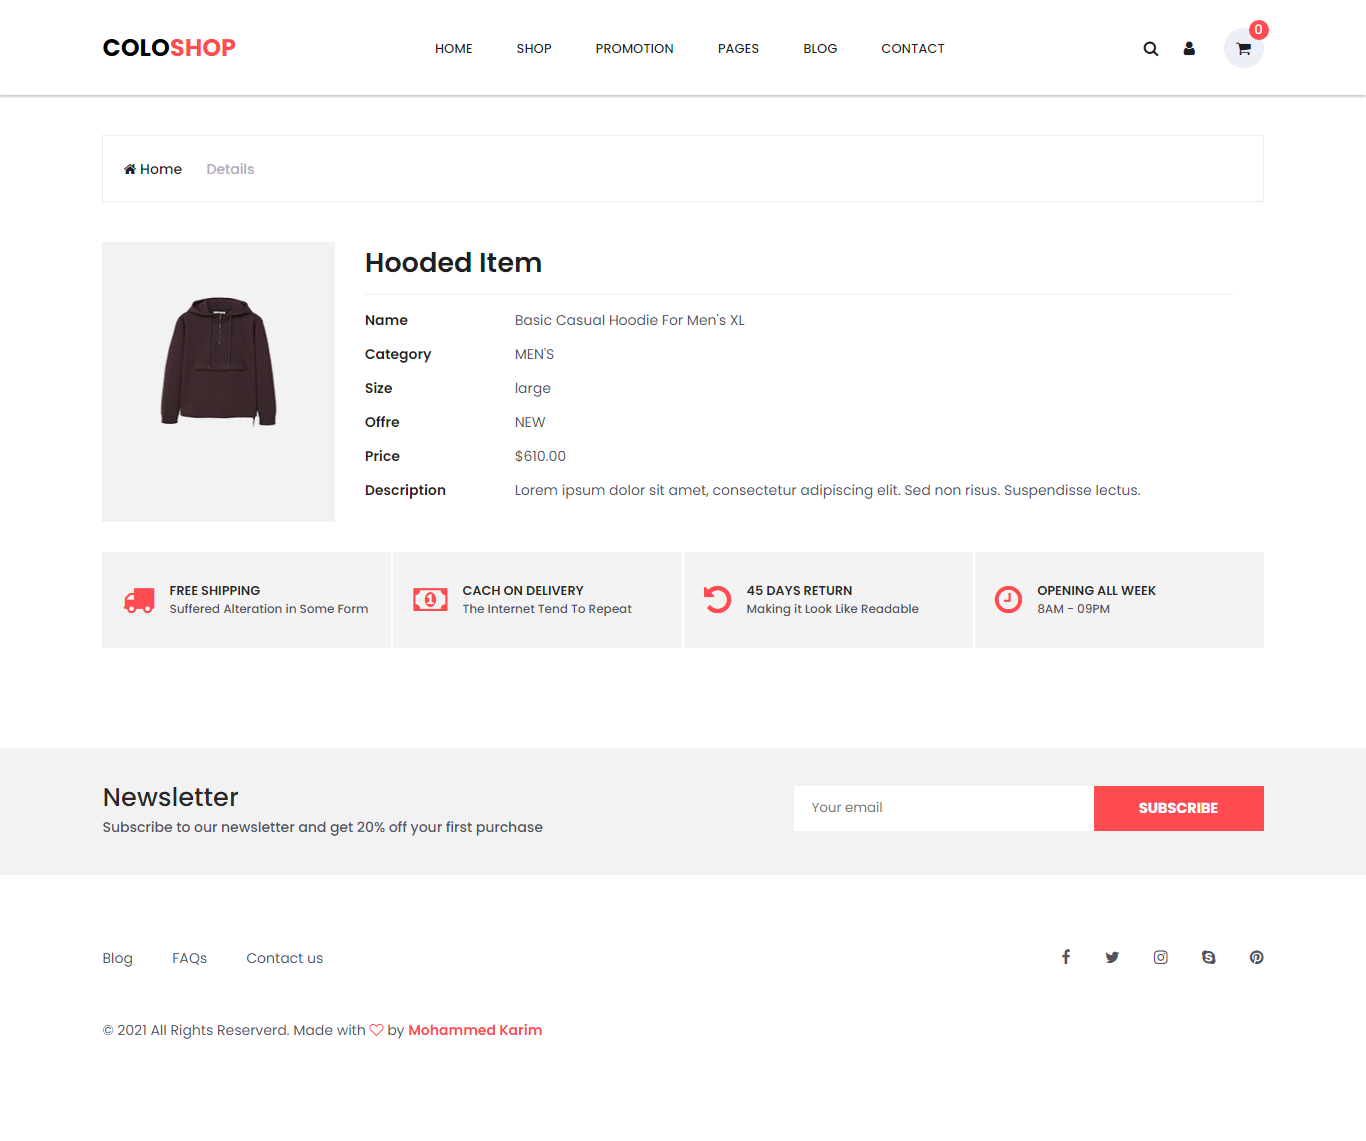 COLOSHOP
HOME SHOP PROMOTION PAGES BLOG CONTACT
0
Home Details
Hooded Item
Name Basic Casual Hoodie For Men's XL
Category MEN'S
Size large
Offre NEW
Price $610.00
Description Lorem ipsum dolor sit amet, consectetur adipiscing elit. Sed non risus. Suspendisse lectus.
FREE SHIPPING
Suffered Alteration in Some Form
CACH ON DELIVERY
The Internet Tend To Repeat
45 DAYS RETURN
Making it Look Like Readable
OPENING ALL WEEK
8AM - 09PM
Newsletter
Subscribe to our newsletter and get 20% off your first purchase
Your email
SUBSCRIBE
Blog FAQs Contact us
© 2021 All Rights Reserverd. Made with ♡ by Mohammed Karim